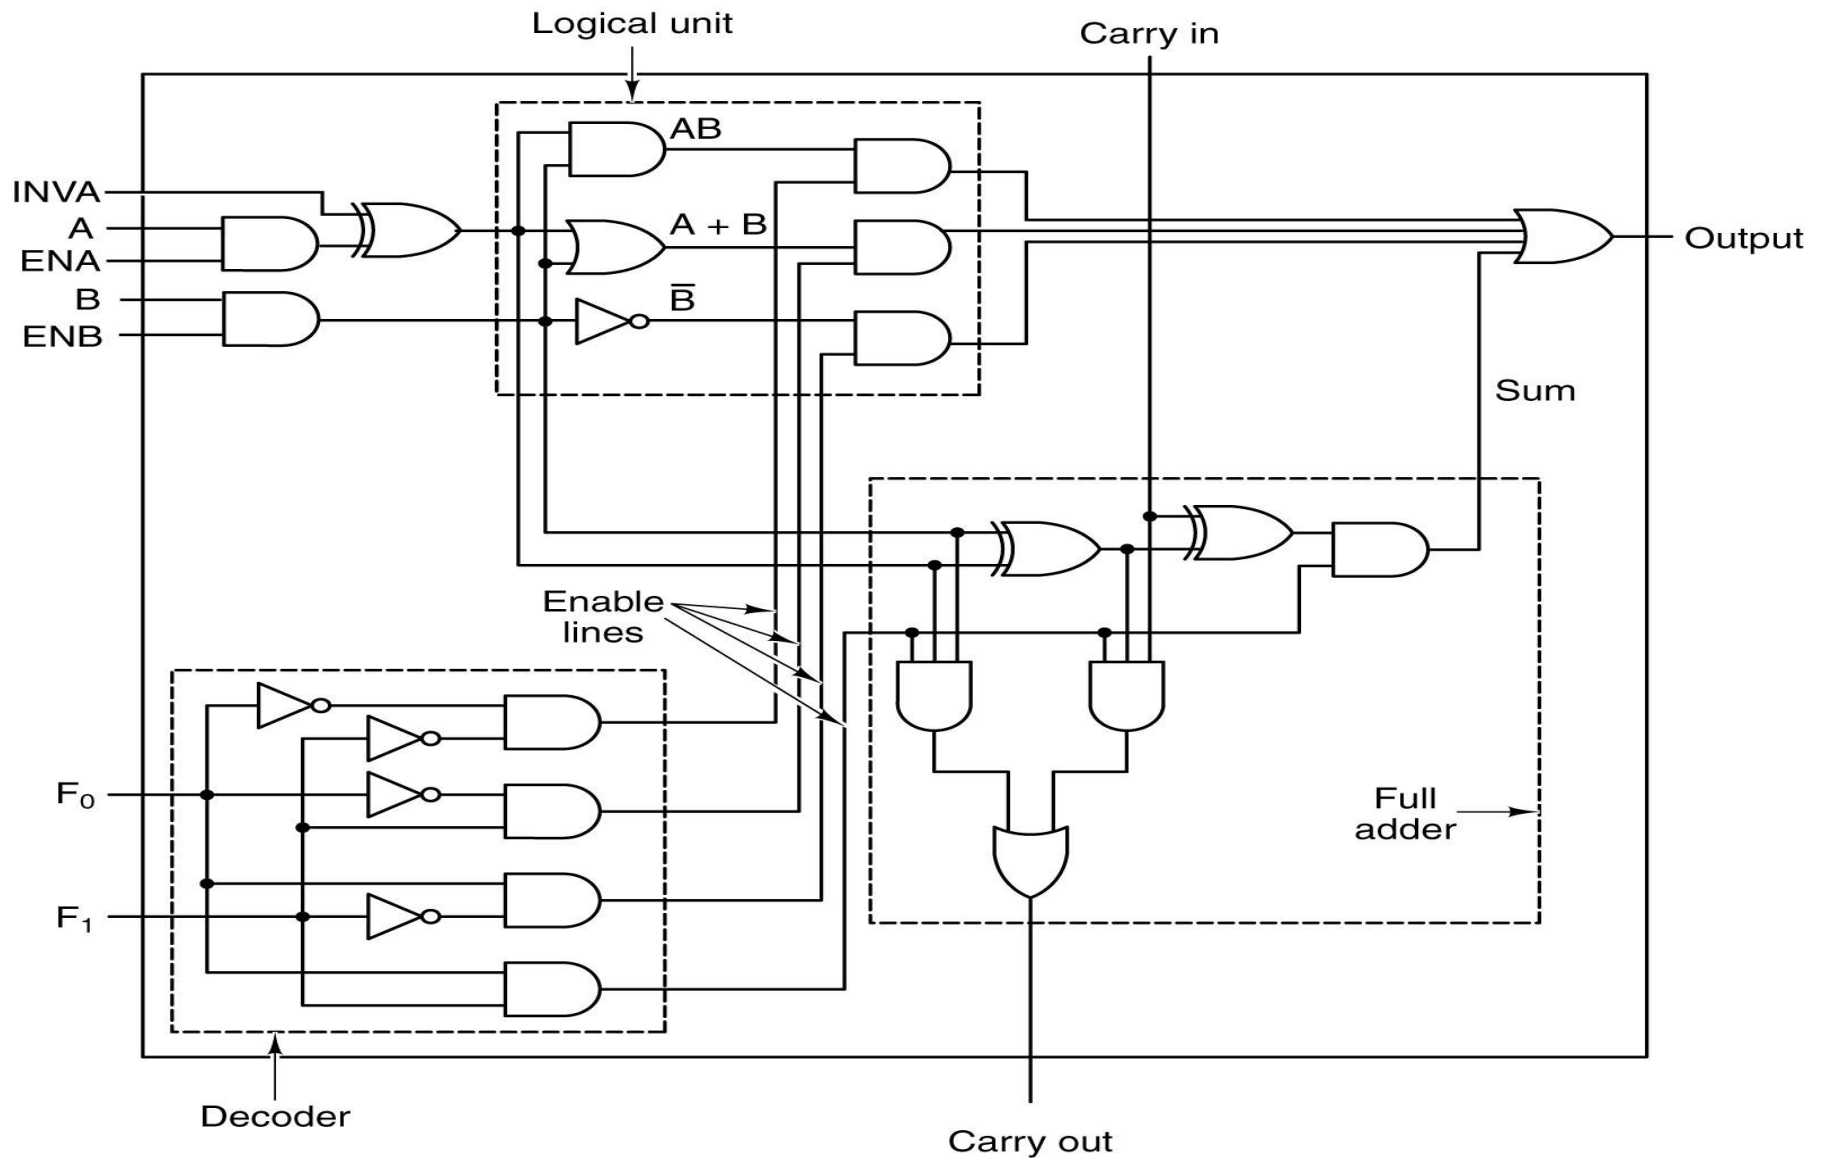 Logical unit
Carry in
INVA
A
ENA
B
ENB
AB
A + B
B̅
Output
Sum
Enable
lines
F₀
F₁
Full
adder
Decoder
Carry out